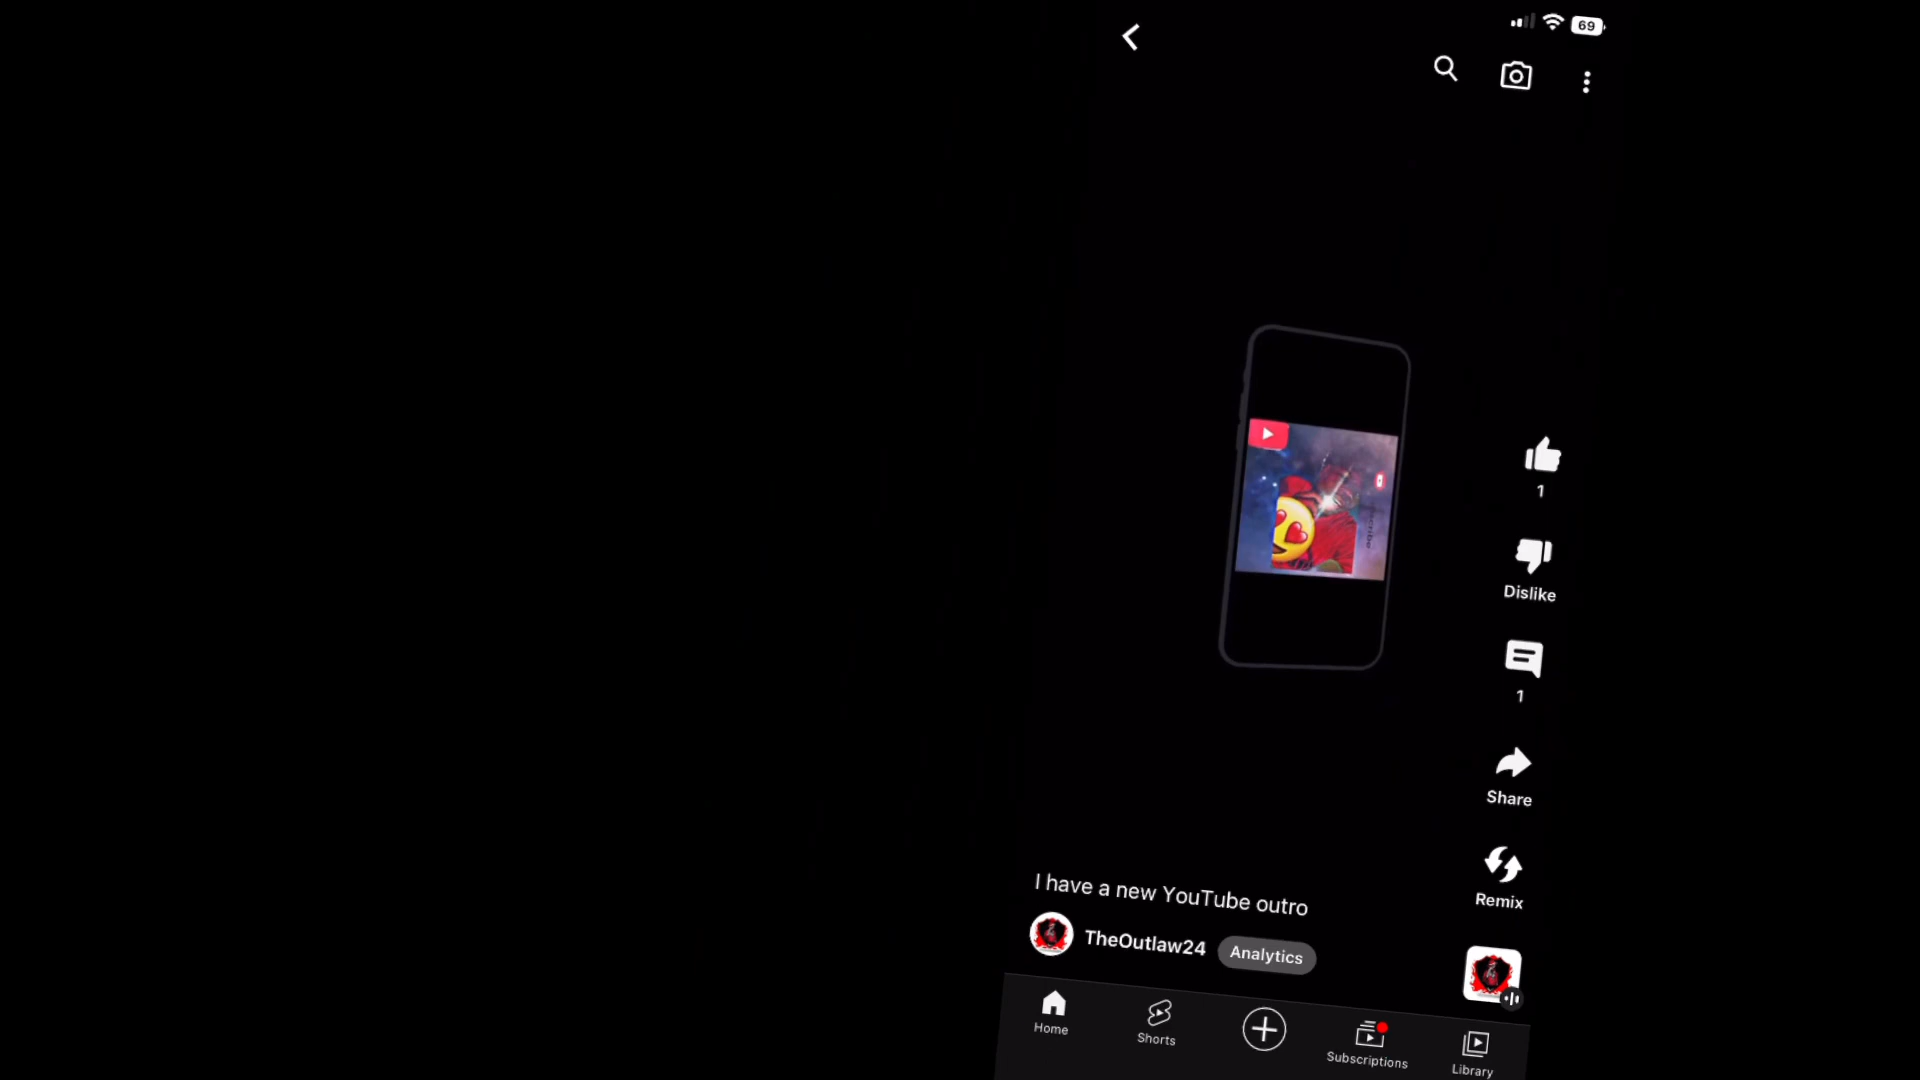 69
1
Dislike
1
Share
Remix
I have a new YouTube outro
TheOutlaw24
Analytics
Home
Shorts
Subscriptions
Library